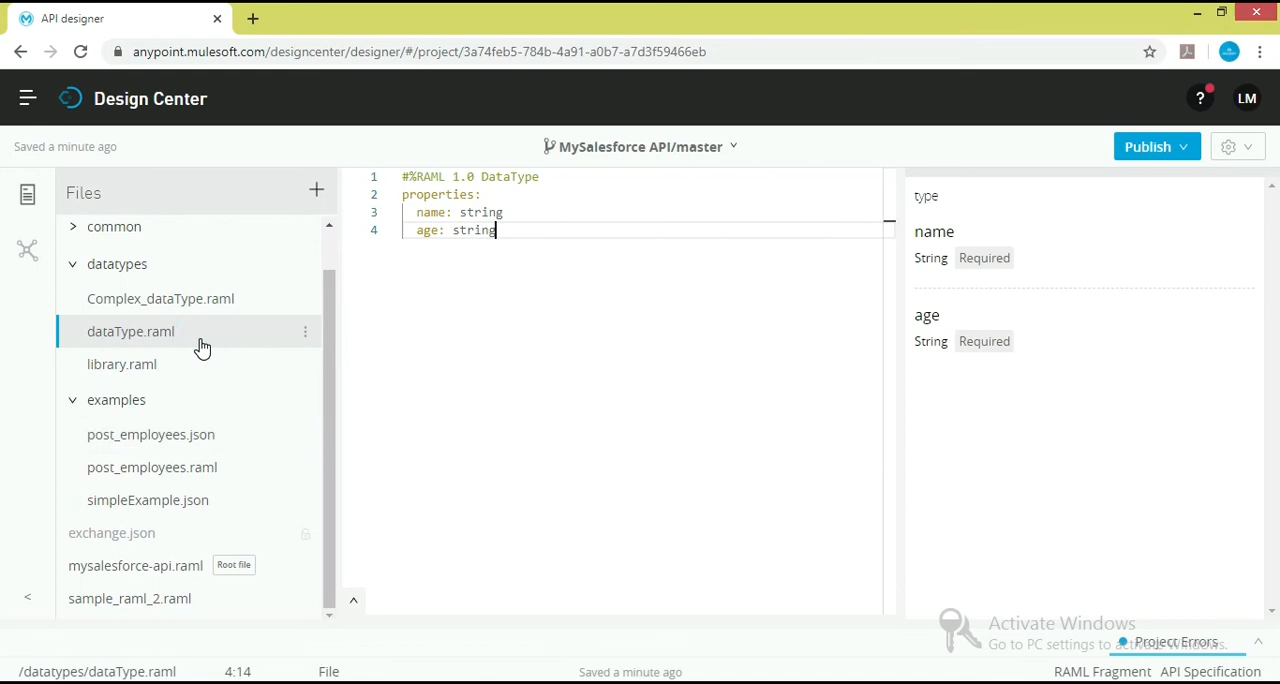 API designer
anypoint.mulesoft.com/designcenter/designer/#/project/3a74feb5-784b-4a91-a0b7-a7d3f59466eb
Design Center
? LM
Saved a minute ago
MySalesforce API/master
Publish
Files
common
datatypes
Complex_dataType.raml
dataType.raml
library.raml
examples
post_employees.json
post_employees.raml
simpleExample.json
exchange.json
mysalesforce-api.raml Root file
sample_raml_2.raml
1 #%RAML 1.0 DataType
2 properties:
3 name: string
4 age: string
type
name
String Required
age
String Required
Activate Windows
Go to PC settings to activate Windows.
Project Errors
/datatypes/dataType.raml 4:14 File Saved a minute ago RAML Fragment API Specification